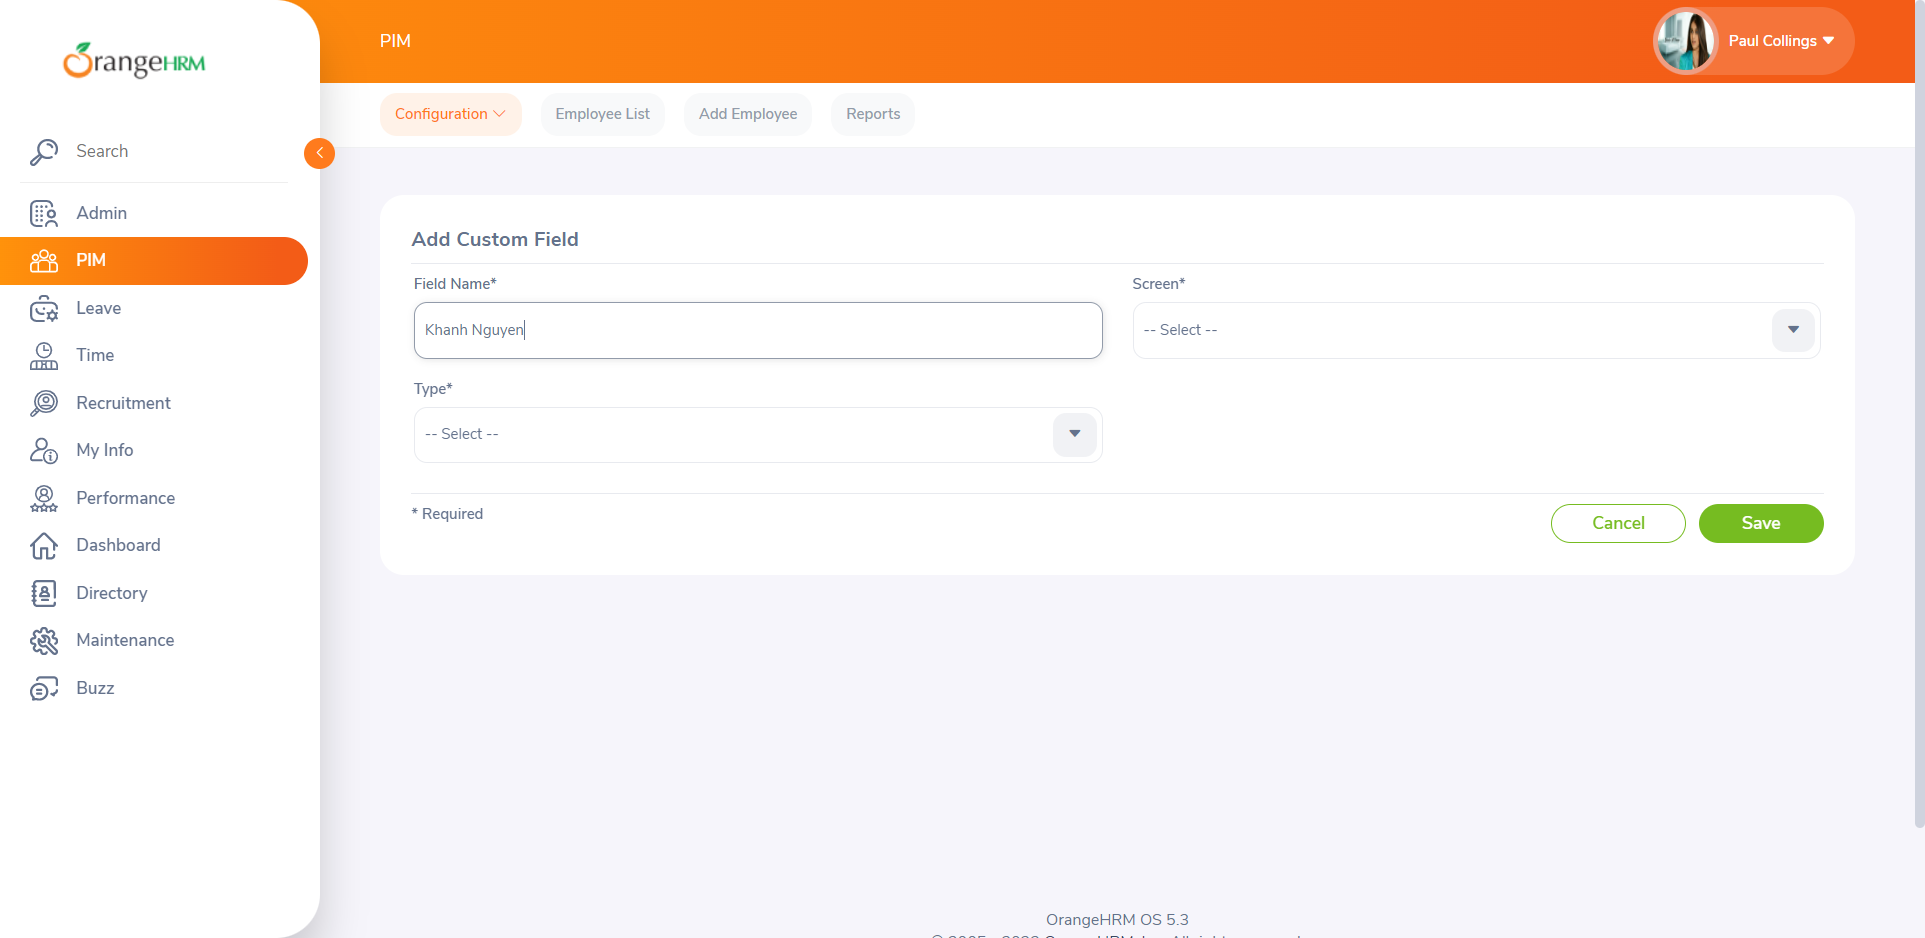 OrangeHRM
Search
Admin
PIM
Leave
Time
Recruitment
My Info
Performance
Dashboard
Directory
Maintenance
Buzz
PIM
Paul Collings
Configuration
Employee List
Add Employee
Reports
Add Custom Field
Field Name*
Khanh Nguyen
Screen*
-- Select --
Type*
-- Select --
* Required
Cancel
Save
OrangeHRM OS 5.3